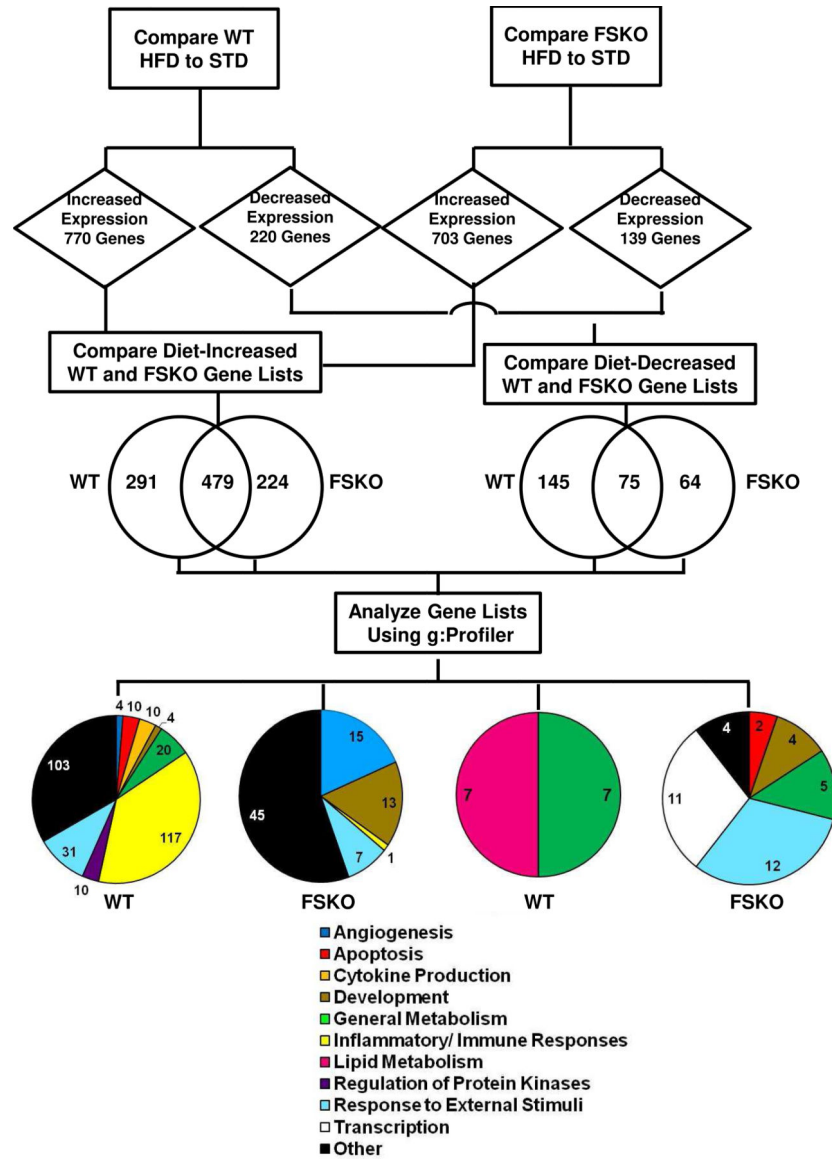 Compare WT
HFD to STD
Compare FSKO
HFD to STD
Increased
Expression
770 Genes
Decreased
Expression
220 Genes
Increased
Expression
703 Genes
Decreased
Expression
139 Genes
Compare Diet-Increased
WT and FSKO Gene Lists
Compare Diet-Decreased
WT and FSKO Gene Lists
WT 291 479 224 FSKO
WT 145 75 64 FSKO
Analyze Gene Lists
Using g:Profiler
4 10 10 4
20
103
117
31
10
WT
15
13
45
7 1
FSKO
7 7
WT
4 2 4
5
11
12
FSKO
Angiogenesis
Apoptosis
Cytokine Production
Development
General Metabolism
Inflammatory/ Immune Responses
Lipid Metabolism
Regulation of Protein Kinases
Response to External Stimuli
Transcription
Other